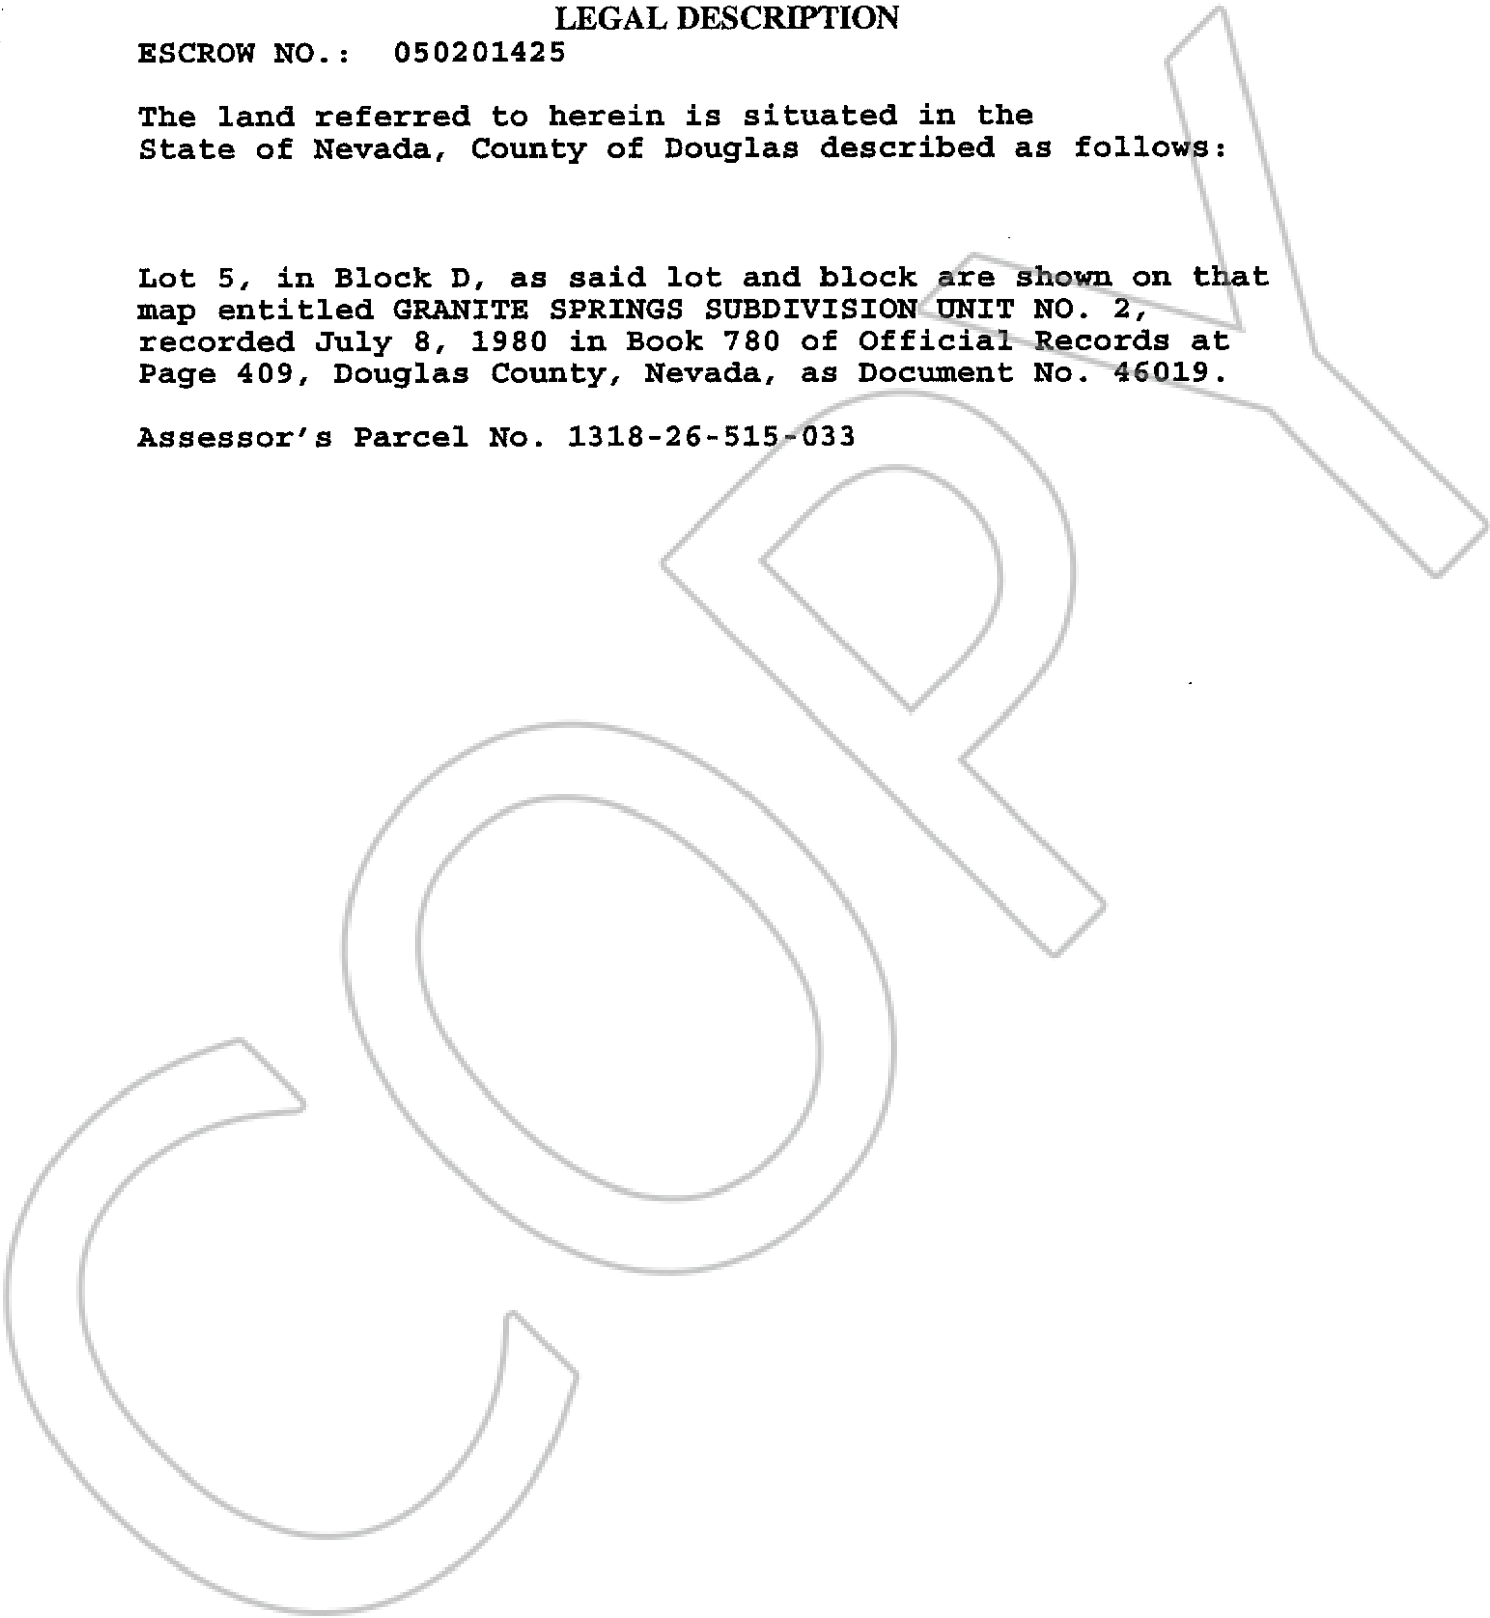 LEGAL DESCRIPTION
ESCROW NO.: 050201425
The land referred to herein is situated in the
State of Nevada, County of Douglas described as follows:
Lot 5, in Block D, as said lot and block are shown on that
map entitled GRANITE SPRINGS SUBDIVISION UNIT NO. 2,
recorded July 8, 1980 in Book 780 of Official Records at
Page 409, Douglas County, Nevada, as Document No. 46019.
Assessor's Parcel No. 1318-26-515-033
COPY